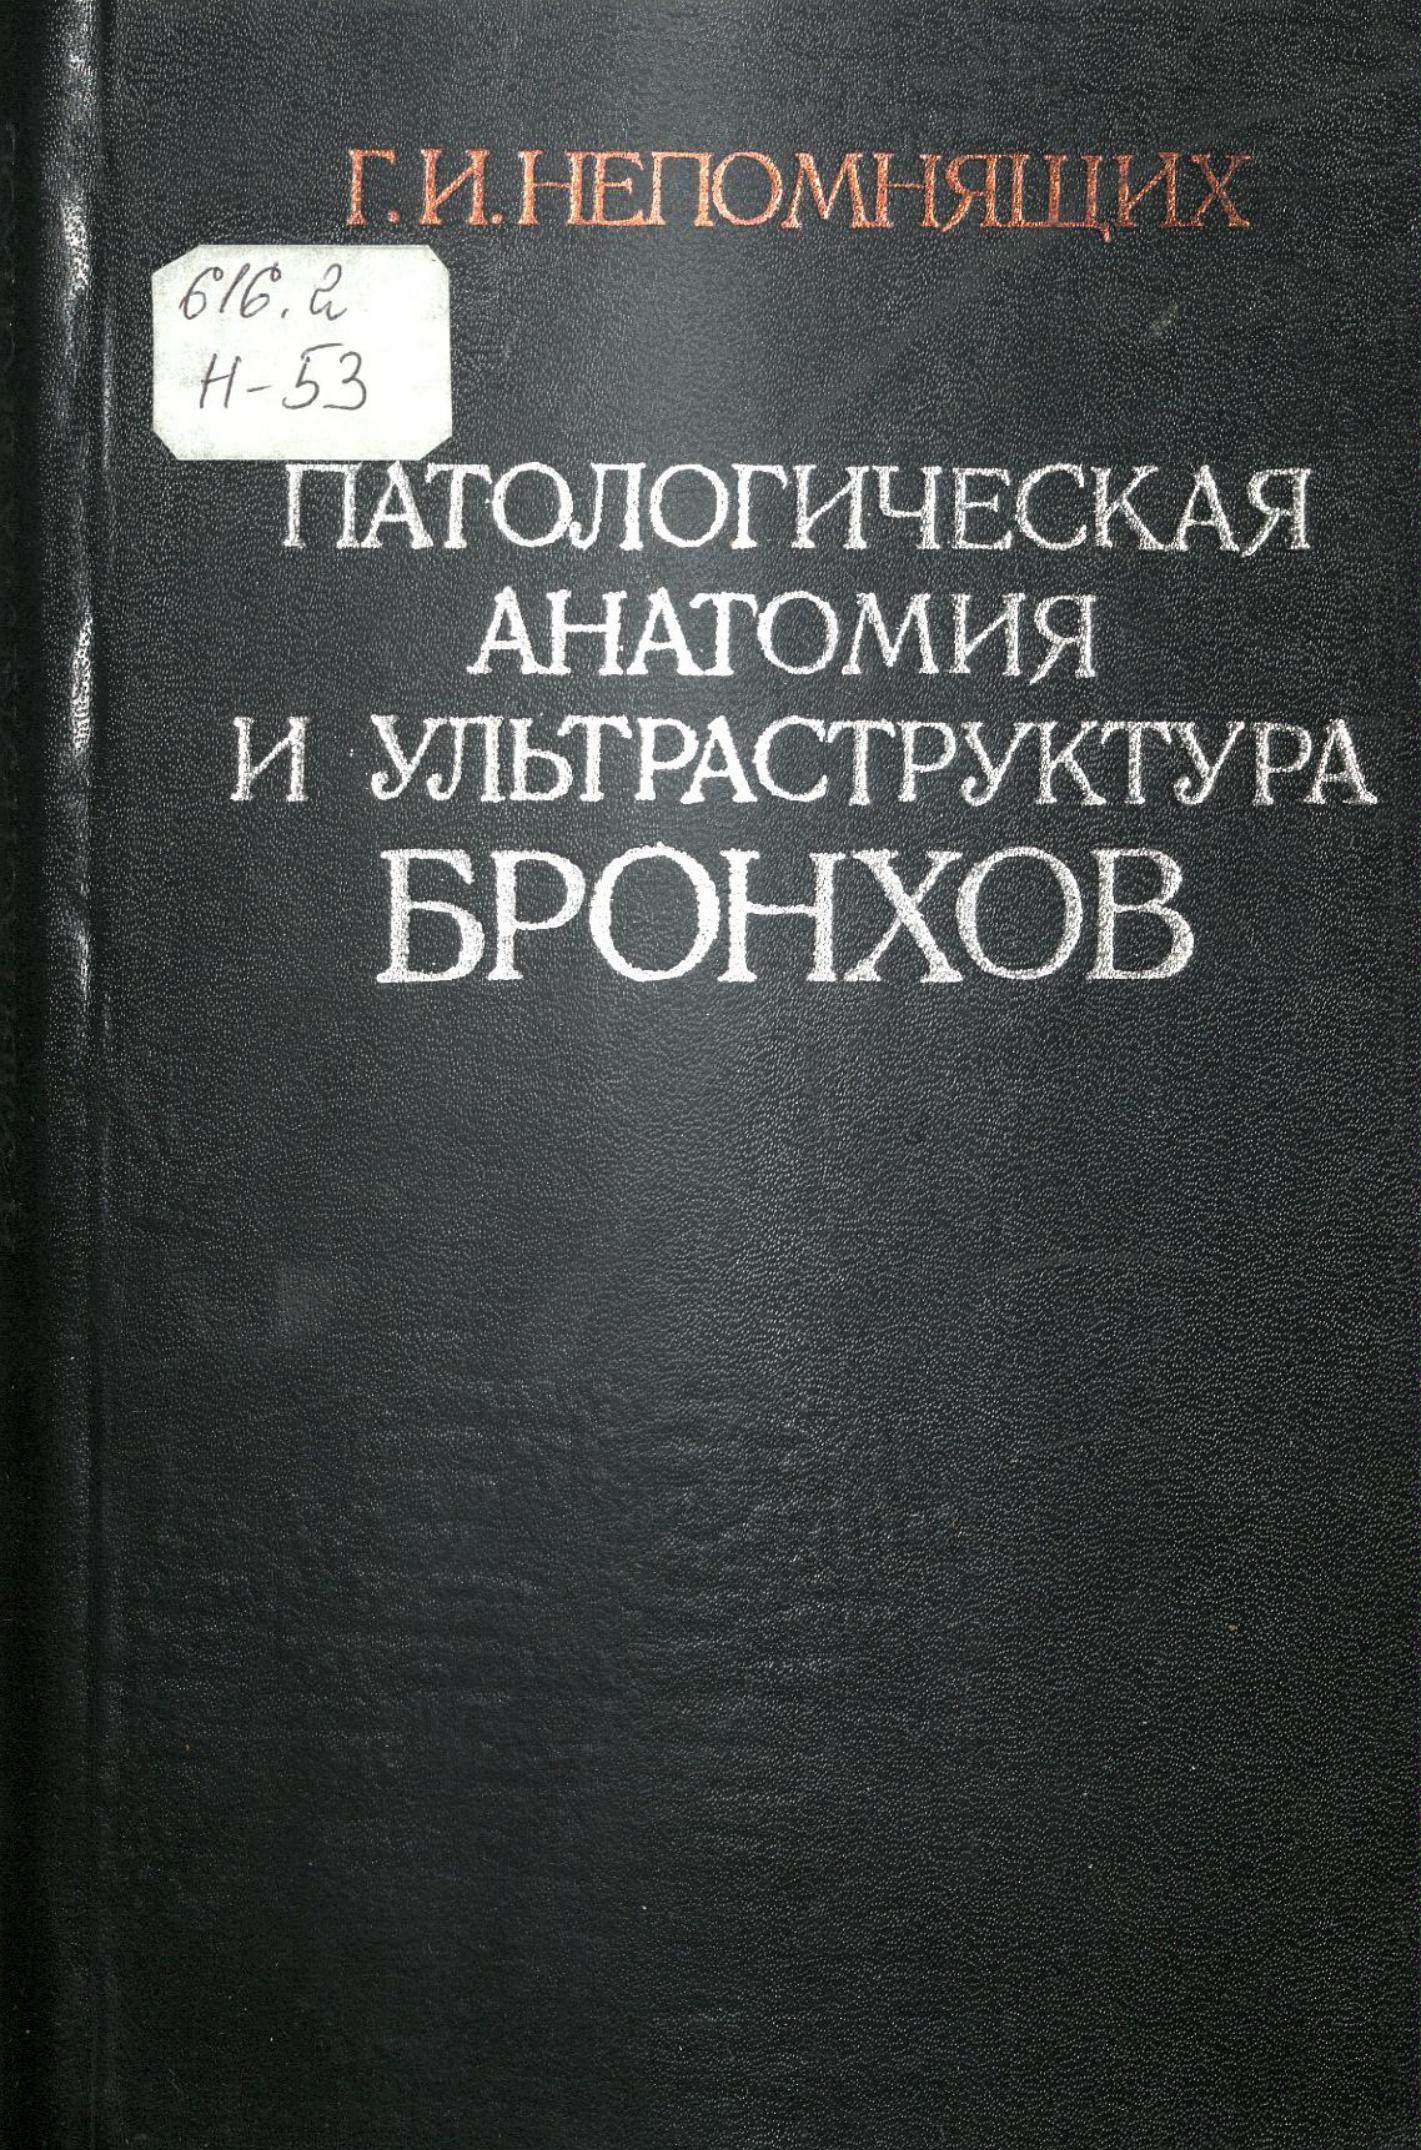 Г. И. НЕПОМНЯЩИХ
616.2
Н-53
ПАТОЛОГИЧЕСКАЯ
АНАТОМИЯ
И УЛЬТРАСТРУКТУРА
БРОНХОВ